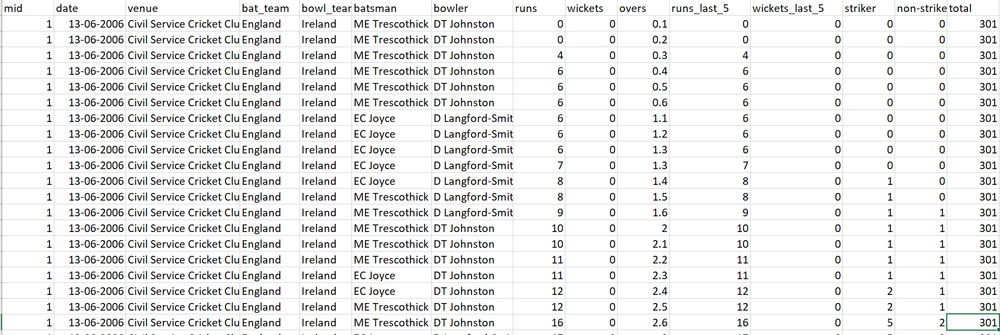 mid date venue bat_team bowl_tear batsman bowler runs wickets overs runs_last_5 wickets_last_5 striker non-strike total
1 13-06-2006 Civil Service Cricket Clu England Ireland ME Trescothick DT Johnston 0 0 0.1 0 0 0 0 301
1 13-06-2006 Civil Service Cricket Clu England Ireland ME Trescothick DT Johnston 0 0 0.2 0 0 0 0 301
1 13-06-2006 Civil Service Cricket Clu England Ireland ME Trescothick DT Johnston 4 0 0.3 4 0 0 0 301
1 13-06-2006 Civil Service Cricket Clu England Ireland ME Trescothick DT Johnston 6 0 0.4 6 0 0 0 301
1 13-06-2006 Civil Service Cricket Clu England Ireland ME Trescothick DT Johnston 6 0 0.5 6 0 0 0 301
1 13-06-2006 Civil Service Cricket Clu England Ireland ME Trescothick DT Johnston 6 0 0.6 6 0 0 0 301
1 13-06-2006 Civil Service Cricket Clu England Ireland EC Joyce D Langford-Smit 6 0 1.1 6 0 0 0 301
1 13-06-2006 Civil Service Cricket Clu England Ireland EC Joyce D Langford-Smit 6 0 1.2 6 0 0 0 301
1 13-06-2006 Civil Service Cricket Clu England Ireland EC Joyce D Langford-Smit 6 0 1.3 6 0 0 0 301
1 13-06-2006 Civil Service Cricket Clu England Ireland EC Joyce D Langford-Smit 7 0 1.3 7 0 0 0 301
1 13-06-2006 Civil Service Cricket Clu England Ireland EC Joyce D Langford-Smit 8 0 1.4 8 0 1 0 301
1 13-06-2006 Civil Service Cricket Clu England Ireland ME Trescothick D Langford-Smit 8 0 1.5 8 0 1 0 301
1 13-06-2006 Civil Service Cricket Clu England Ireland ME Trescothick D Langford-Smit 9 0 1.6 9 0 1 1 301
1 13-06-2006 Civil Service Cricket Clu England Ireland ME Trescothick DT Johnston 10 0 2 10 0 1 1 301
1 13-06-2006 Civil Service Cricket Clu England Ireland ME Trescothick DT Johnston 10 0 2.1 10 0 1 1 301
1 13-06-2006 Civil Service Cricket Clu England Ireland ME Trescothick DT Johnston 11 0 2.2 11 0 1 1 301
1 13-06-2006 Civil Service Cricket Clu England Ireland EC Joyce DT Johnston 11 0 2.3 11 0 1 1 301
1 13-06-2006 Civil Service Cricket Clu England Ireland EC Joyce DT Johnston 12 0 2.4 12 0 2 1 301
1 13-06-2006 Civil Service Cricket Clu England Ireland ME Trescothick DT Johnston 12 0 2.5 12 0 2 1 301
1 13-06-2006 Civil Service Cricket Clu England Ireland ME Trescothick DT Johnston 16 0 2.6 16 0 5 2 301